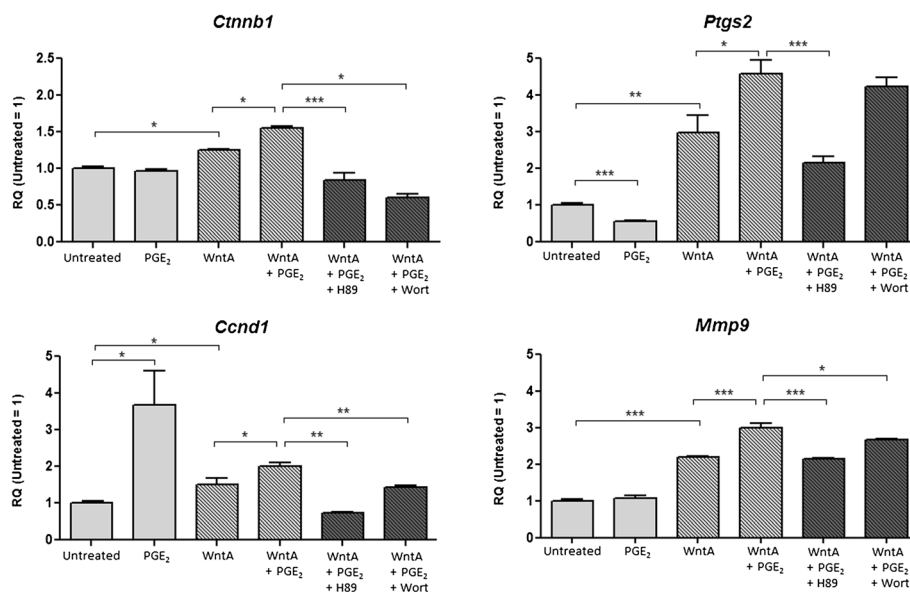 Ctnnb1
RQ (Untreated = 1)
2.5
2.0
1.5
1.0
0.5
0.0
*
*
***
*
Untreated PGE₂ WntA WntA WntA WntA
+ PGE₂ + PGE₂ + PGE₂
+ H89 + Wort
Ptgs2
RQ (Untreated = 1)
5
4
3
2
1
0
***
**
*
***
Untreated PGE₂ WntA WntA WntA WntA
+ PGE₂ + PGE₂ + PGE₂
+ H89 + Wort
Ccnd1
RQ (Untreated = 1)
5
4
3
2
1
0
*
*
*
**
**
Untreated PGE₂ WntA WntA WntA WntA
+ PGE₂ + PGE₂ + PGE₂
+ H89 + Wort
Mmp9
RQ (Untreated = 1)
5
4
3
2
1
0
***
***
***
*
Untreated PGE₂ WntA WntA WntA WntA
+ PGE₂ + PGE₂ + PGE₂
+ H89 + Wort